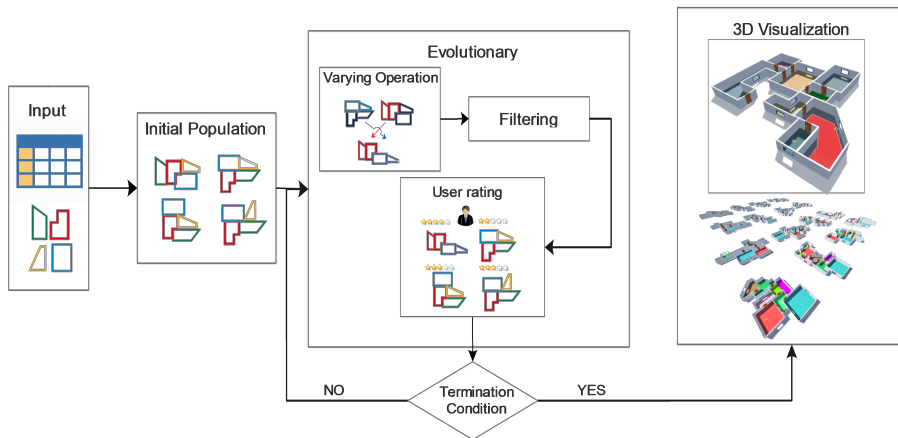 Input
Initial Population
Evolutionary
Varying Operation
Filtering
User rating
Termination
Condition
NO
YES
3D Visualization